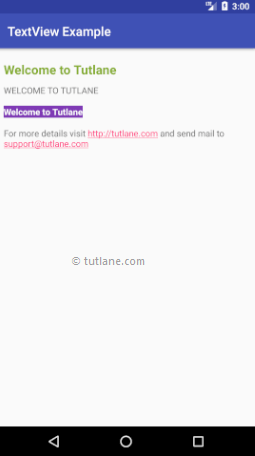 3:00
TextView Example
Welcome to Tutlane
WELCOME TO TUTLANE
Welcome to Tutlane
For more details visit http://tutlane.com and send mail to
support@tutlane.com
© tutlane.com